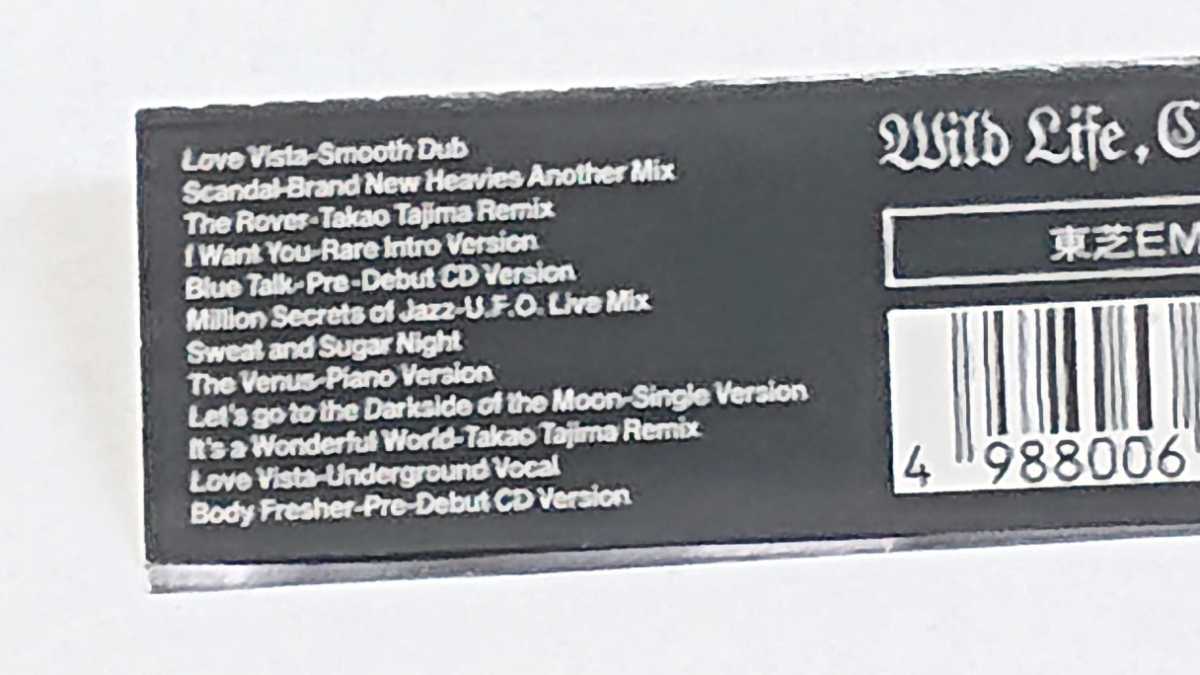 Love Vista-Smooth Dub
Scandal-Brand New Heavies Another Mix
The Rover-Takao Tajima Remix
I Want You-Rare Intro Version
Blue Talk-Pre-Debut CD Version
Million Secrets of Jazz-U.F.O. Live Mix
Sweat and Sugar Night
The Venus-Piano Version
Let's go to the Darkside of the Moon-Single Version
It's a Wonderful World-Takao Tajima Remix
Love Vista-Underground Vocal
Body Fresher-Pre-Debut CD Version
Wild Life, C
東芝EM
4 988006